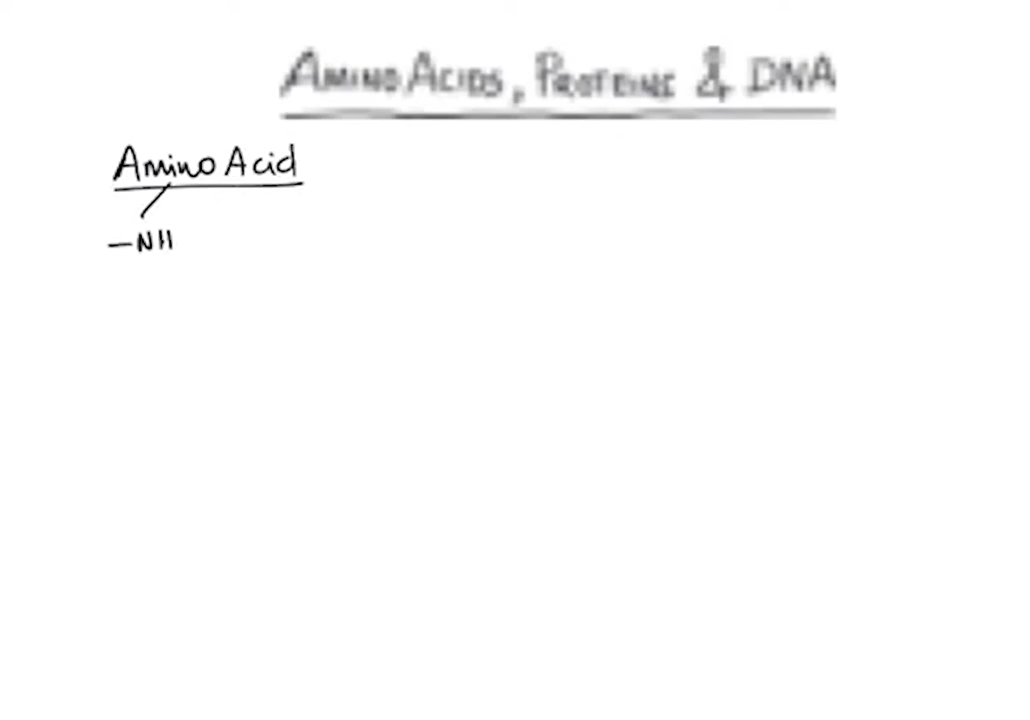 AMINO ACIDS, PROTEINS & DNA
Amino Acid
–NH